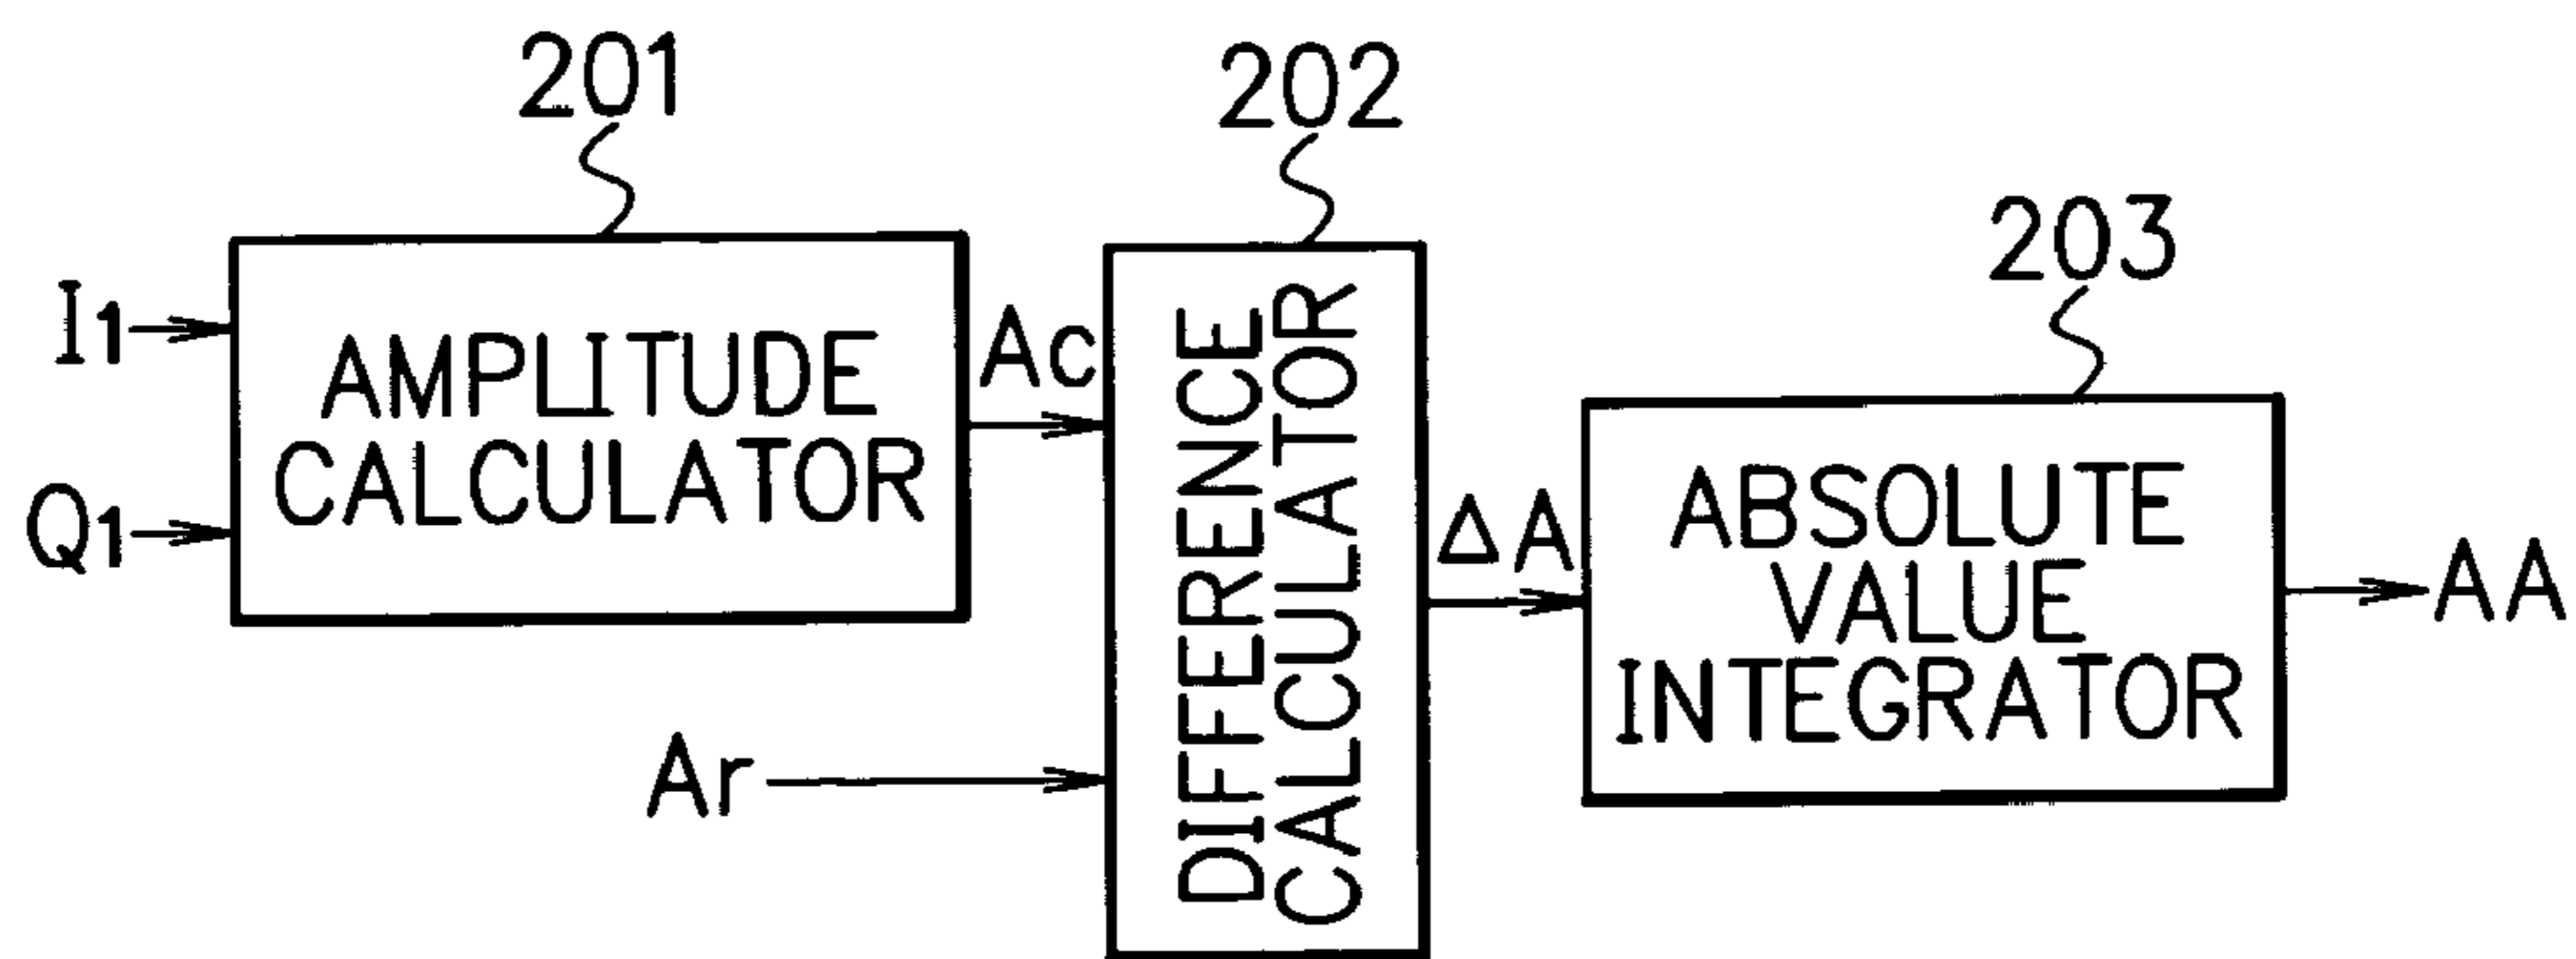 201
202
203
I1
Q1
AMPLITUDE
CALCULATOR
Ac
Ar
DIFFERENCE
CALCULATOR
ΔA
ABSOLUTE
VALUE
INTEGRATOR
AA